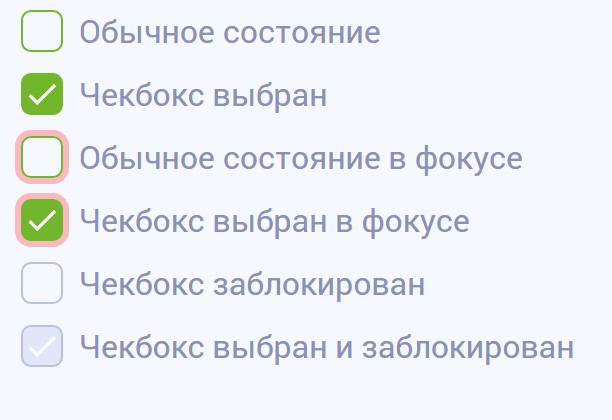 Обычное состояние
Чекбокс выбран
Обычное состояние в фокусе
Чекбокс выбран в фокусе
Чекбокс заблокирован
Чекбокс выбран и заблокирован